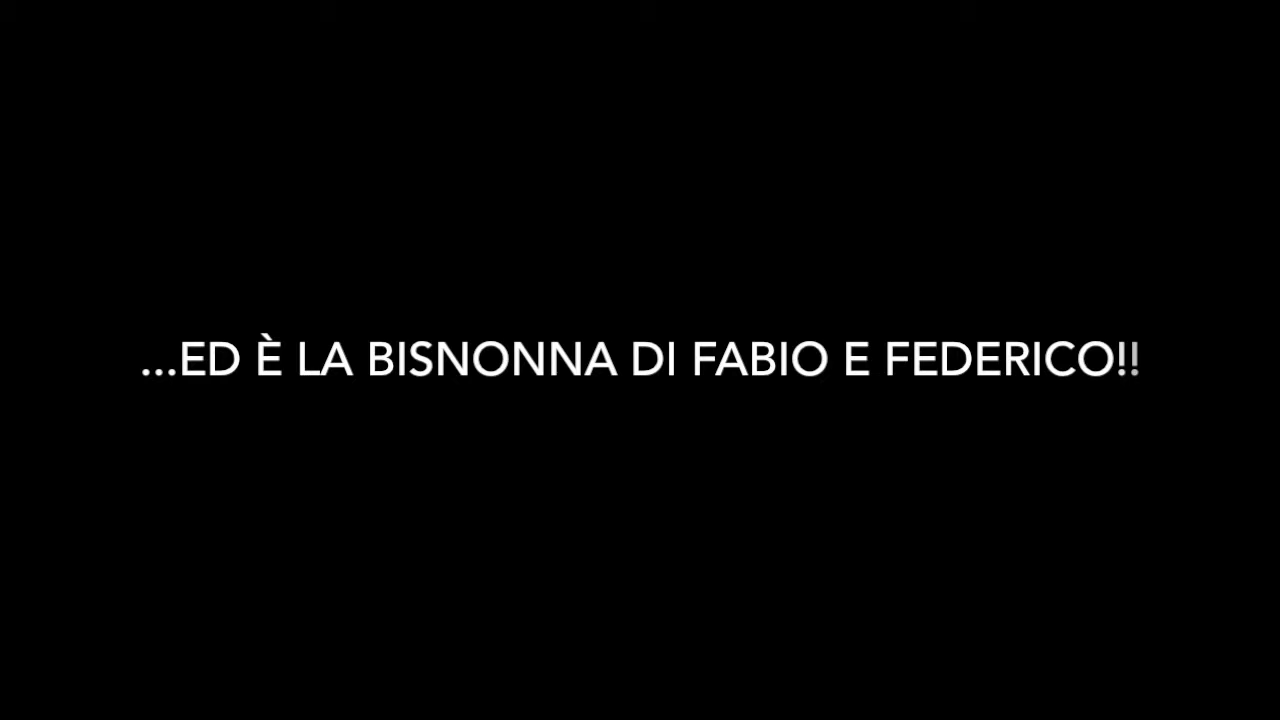 ...ED È LA BISNONNA DI FABIO E FEDERICO!!